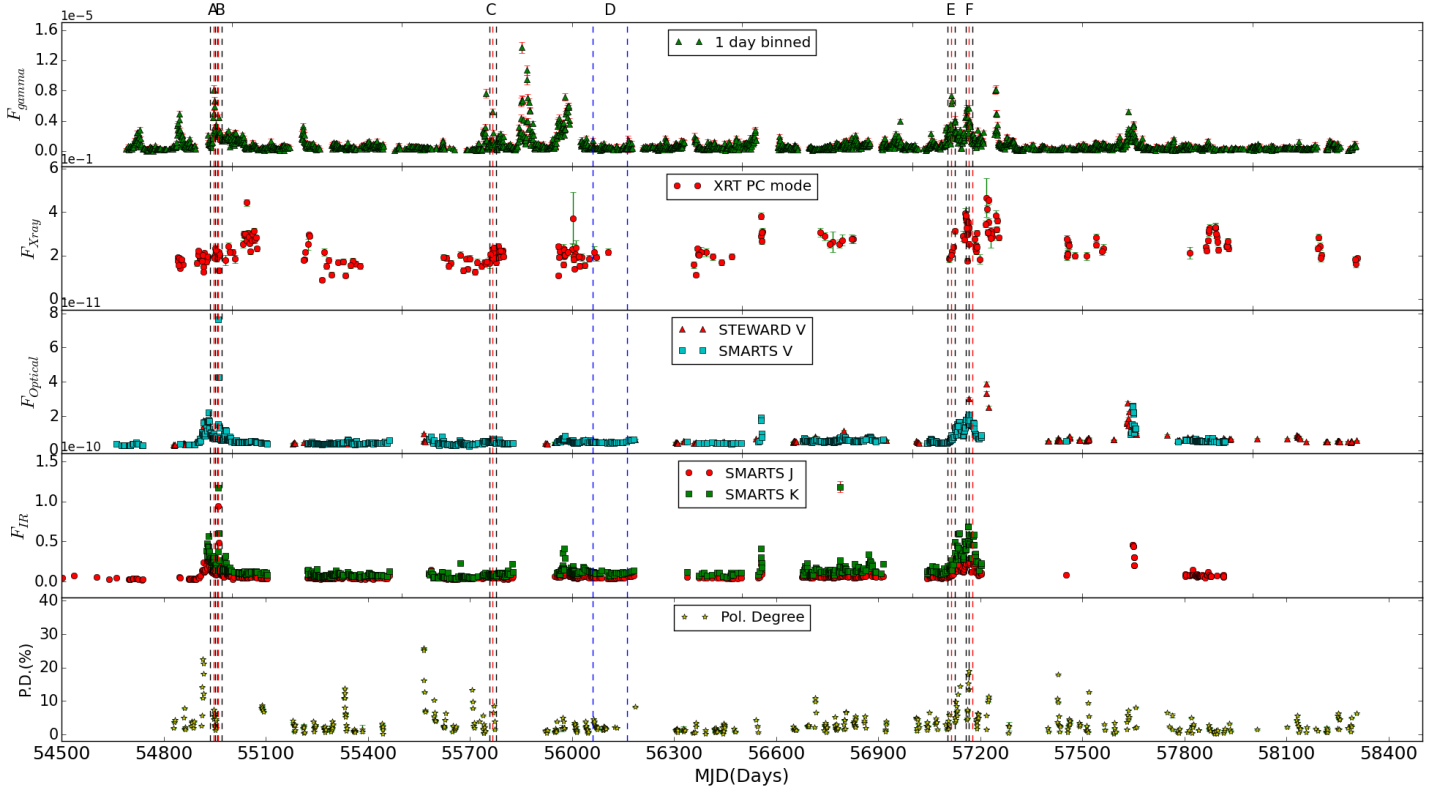 A B C D E F
1e-5
1.6
1.2
0.8
0.4
0.0
F_gamma
1 day binned
1e-1
6
4
2
0
F_Xray
XRT PC mode
1e-11
8
6
4
2
0
F_Optical
STEWARD V
SMARTS V
1e-10
1.5
1.0
0.5
0.0
F_IR
SMARTS J
SMARTS K
40
30
20
10
0
P.D.(%)
Pol. Degree
54500 54800 55100 55400 55700 56000 56300 56600 56900 57200 57500 57800 58100 58400
MJD(Days)